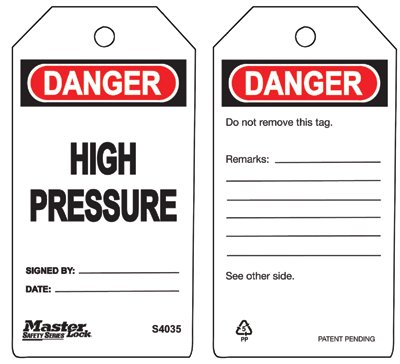 DANGER
HIGH
PRESSURE
SIGNED BY:
DATE:
Master Lock
SAFETY SERIES
S4035
DANGER
Do not remove this tag.
Remarks:
See other side.
5
PP
PATENT PENDING